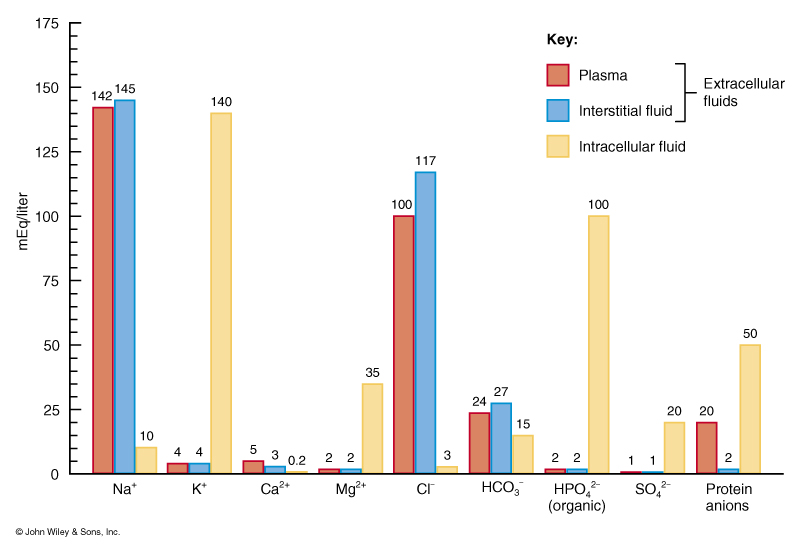 175
150
125
100
75
50
25
0
mEq/liter
Key:
Plasma
Interstitial fluid
Extracellular
fluids
Intracellular fluid
142 145 10
4 4 140
5 3 0.2
2 2 35
100 117 3
24 27 15
2 2 100
1 1 20
20 2 50
Na⁺ K⁺ Ca²⁺ Mg²⁺ Cl⁻ HCO₃⁻ HPO₄²⁻ SO₄²⁻ Protein
(organic) anions
© John Wiley & Sons, Inc.